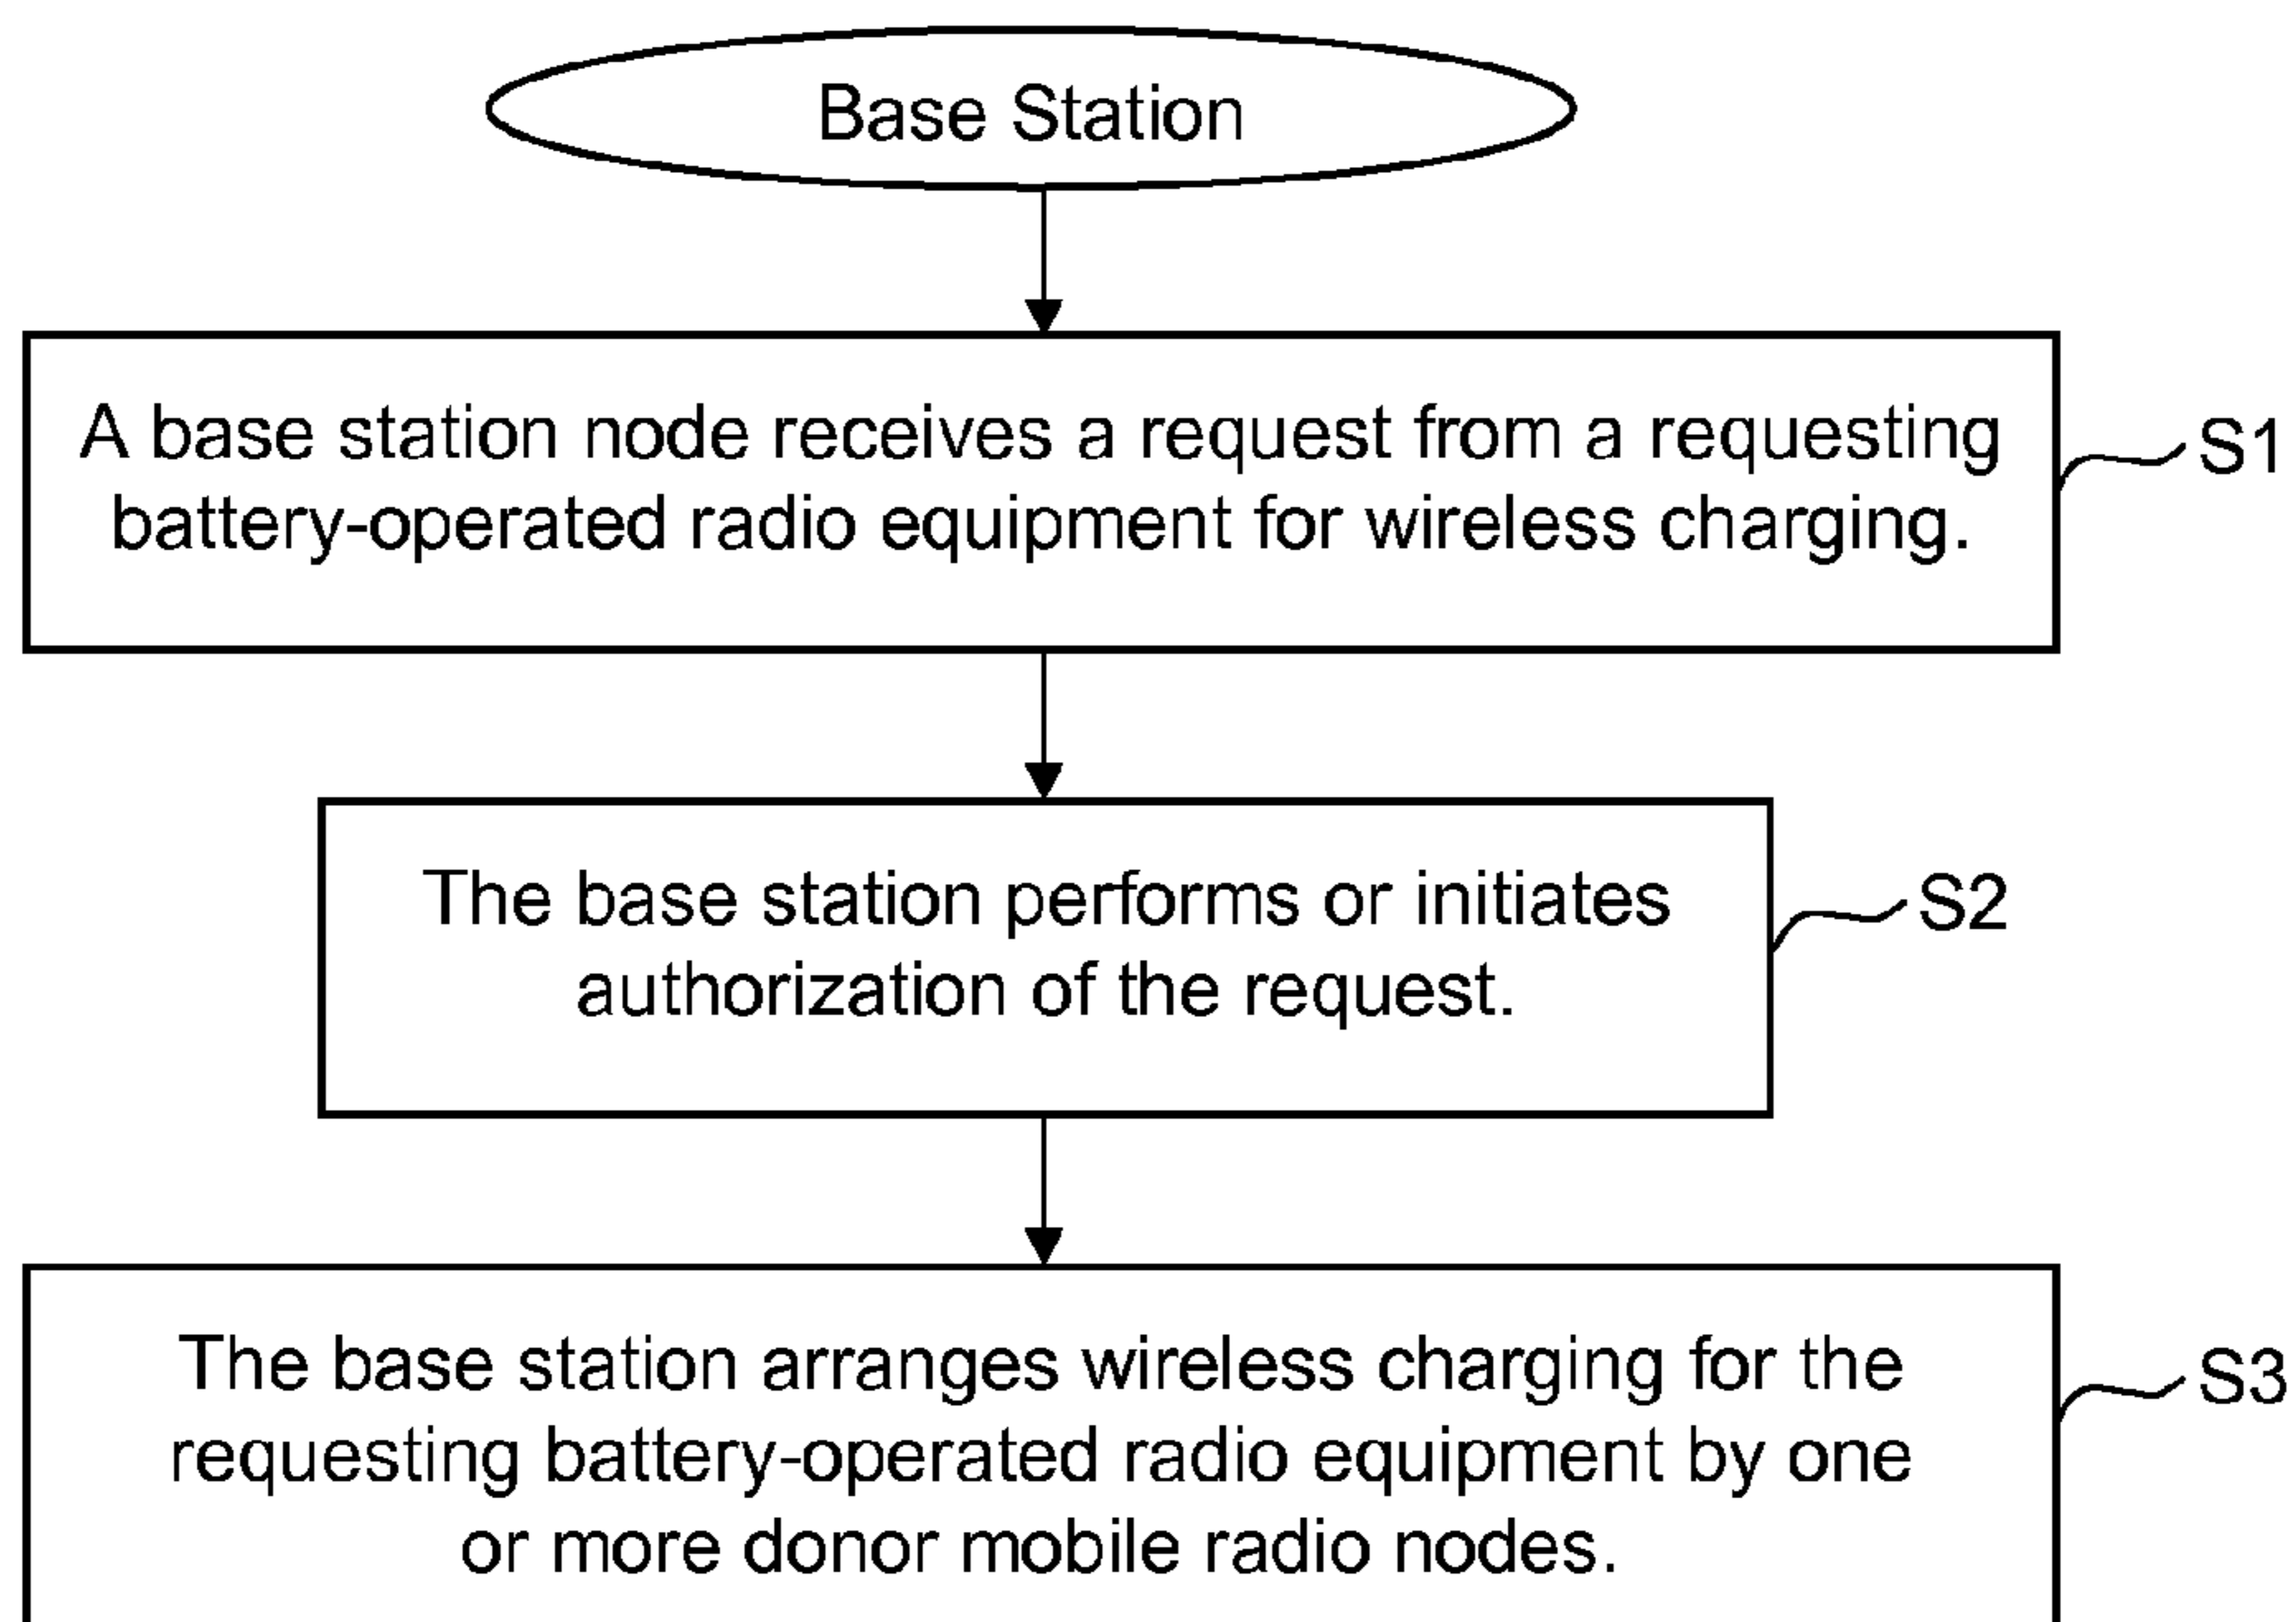 Base Station
A base station node receives a request from a requesting
battery-operated radio equipment for wireless charging.
S1
The base station performs or initiates
authorization of the request.
S2
The base station arranges wireless charging for the
requesting battery-operated radio equipment by one
or more donor mobile radio nodes.
S3